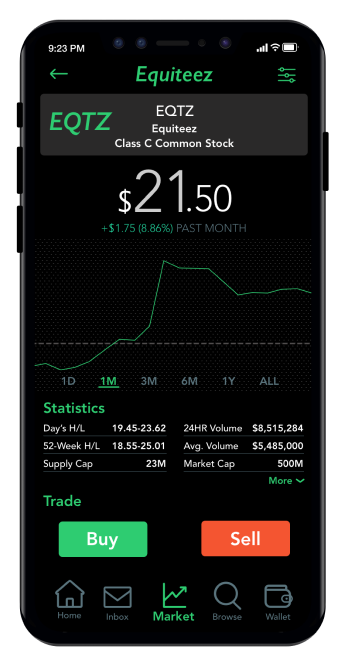 9:23 PM
Equiteez
EQTZ
EQTZ
Equiteez
Class C Common Stock
$21.50
+$1.75 (8.86%) PAST MONTH
1D 1M 3M 6M 1Y ALL
Statistics
Day's H/L 19.45-23.62 24HR Volume $8,515,284
52-Week H/L 18.55-25.01 Avg. Volume $5,485,000
Supply Cap 23M Market Cap 500M
More
Trade
Buy Sell
Home Inbox Market Browse Wallet